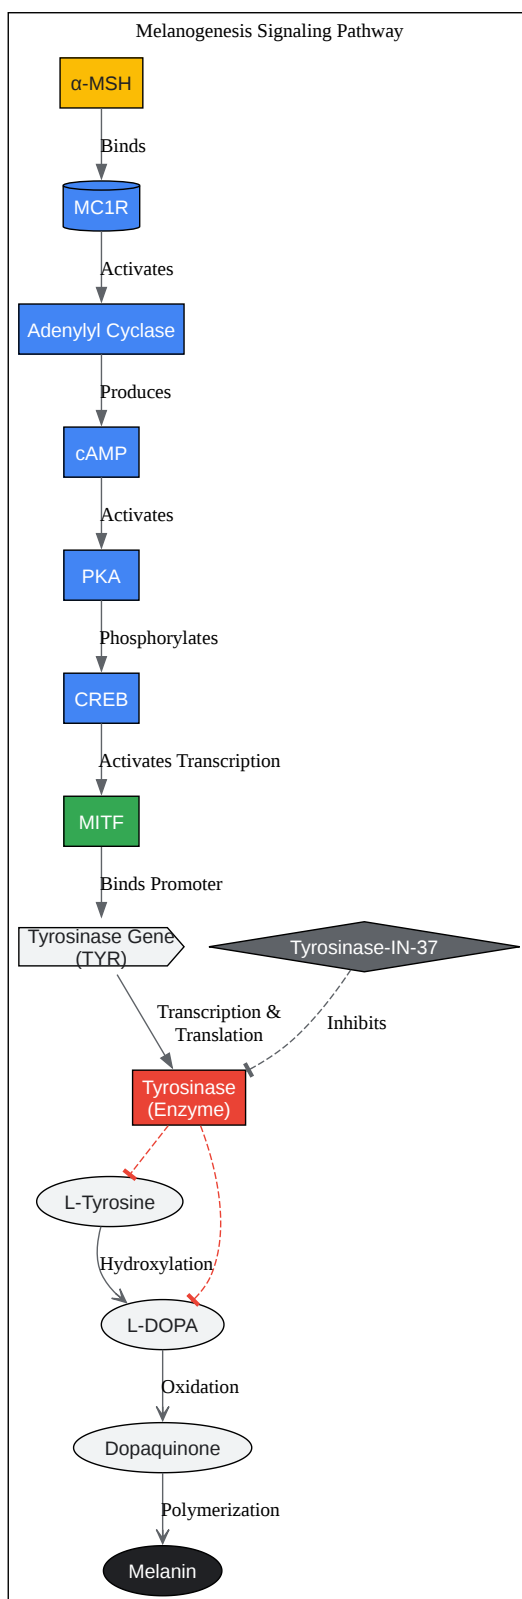 Melanogenesis Signaling Pathway
α-MSH
Binds
MC1R
Activates
Adenylyl Cyclase
Produces
cAMP
Activates
PKA
Phosphorylates
CREB
Activates Transcription
MITF
Binds Promoter
Tyrosinase Gene
(TYR)
Tyrosinase-IN-37
Transcription &
Translation
Inhibits
Tyrosinase
(Enzyme)
L-Tyrosine
Hydroxylation
L-DOPA
Oxidation
Dopaquinone
Polymerization
Melanin